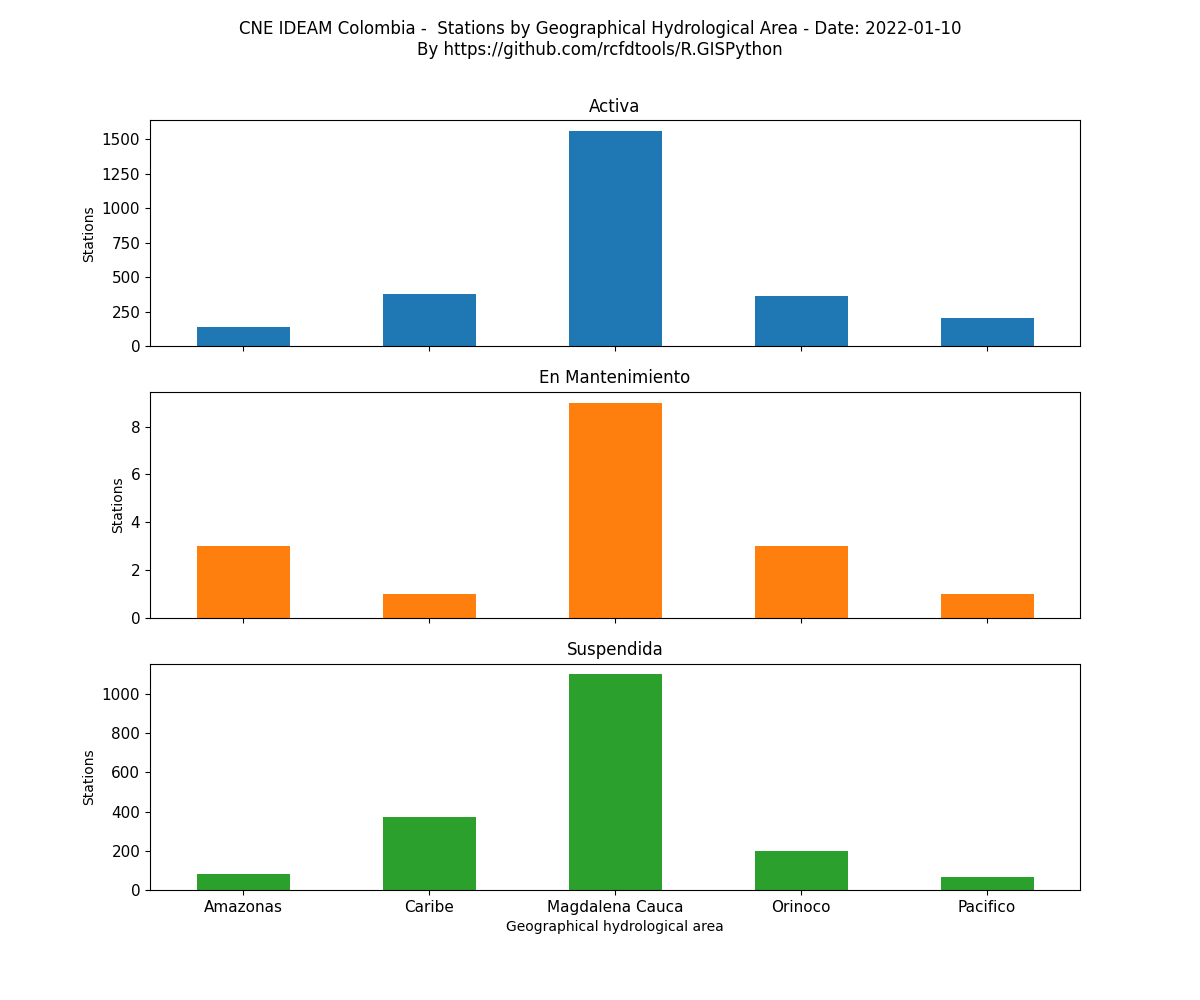 CNE IDEAM Colombia -  Stations by Geographical Hydrological Area - Date: 2022-01-10
By https://github.com/rcfdtools/R.GISPython
Activa
1500
1250
1000
750
500
250
0
Stations
En Mantenimiento
8
6
4
2
0
Stations
Suspendida
1000
800
600
400
200
0
Stations
Amazonas Caribe Magdalena Cauca Orinoco Pacifico
Geographical hydrological area